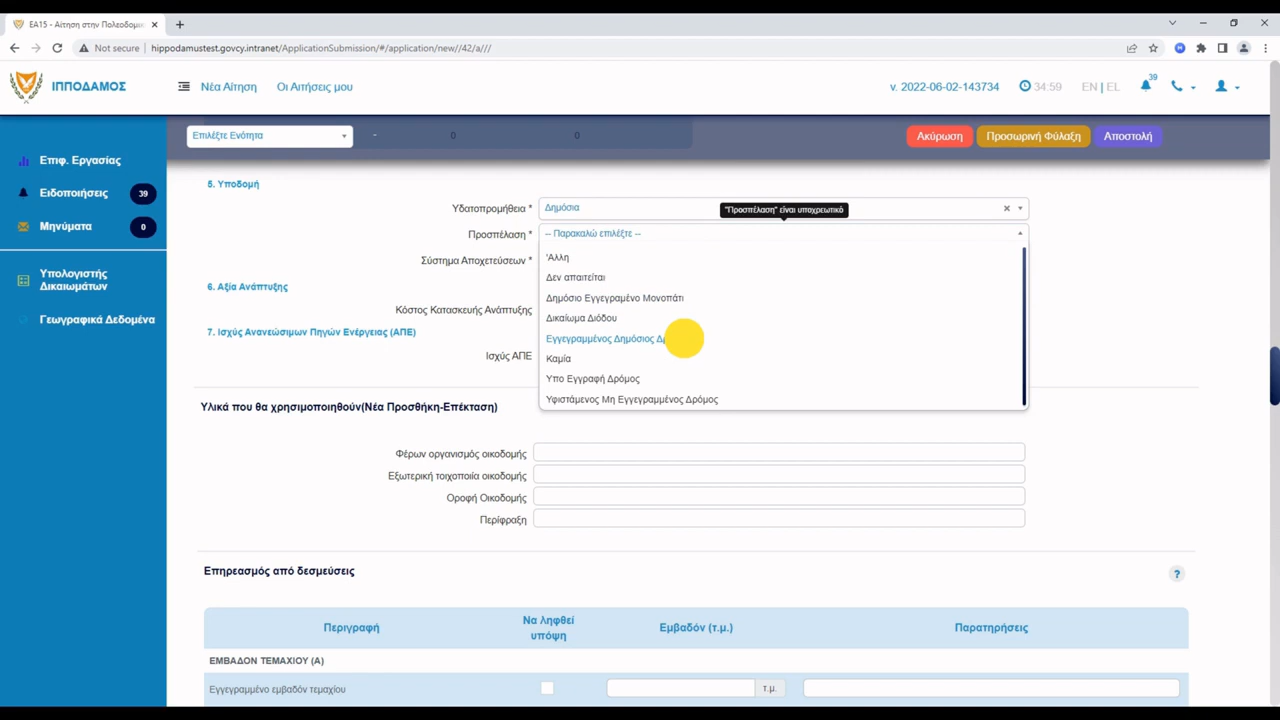 ΕΑ15 - Αίτηση στην Πολεοδομι
Not secure | hippodamustest.govcy.intranet/ApplicationSubmission/#/application/new//42/a///
ΙΠΠΟΔΑΜΟΣ
Νέα Αίτηση
Οι Αιτήσεις μου
v. 2022-06-02-143734
34:59
EN | EL
39
Επιλέξτε Ενότητα
-
0
0
Ακύρωση
Προσωρινή Φύλαξη
Αποστολή
Επιφ. Εργασίας
Ειδοποιήσεις 39
Μηνύματα 0
Υπολογιστής
Δικαιωμάτων
Γεωγραφικά Δεδομένα
5. Υποδομή
Υδατοπρομήθεια * Δημόσια
"Προσπέλαση" είναι υποχρεωτικό
Προσπέλαση * -- Παρακαλώ επιλέξτε --
'Αλλη
Δεν απαιτείται
Δημόσιο Εγγεγραμένο Μονοπάτι
Δικαίωμα Διόδου
Εγγεγραμμένος Δημόσιος
Καμία
Υπο Εγγραφή Δρόμος
Υφιστάμενος Μη Εγγεγραμμένος Δρόμος
Σύστημα Αποχετεύσεων *
6. Αξία Ανάπτυξης
Κόστος Κατασκευής Ανάπτυξης
7. Ισχύς Ανανεώσιμων Πηγών Ενέργειας (ΑΠΕ)
Ισχύς ΑΠΕ
Υλικά που θα χρησιμοποιηθούν(Νέα Προσθήκη-Επέκταση)
Φέρων οργανισμός οικοδομής
Εξωτερική τοιχοποιία οικοδομής
Οροφή Οικοδομής
Περίφραξη
Επηρεασμός από δεσμεύσεις
?
Περιγραφή
Να ληφθεί
υπόψη
Εμβαδόν (τ.μ.)
Παρατηρήσεις
ΕΜΒΑΔΟΝ ΤΕΜΑΧΙΟΥ (Α)
Εγγεγραμμένο εμβαδόν τεμαχίου
τ.μ.